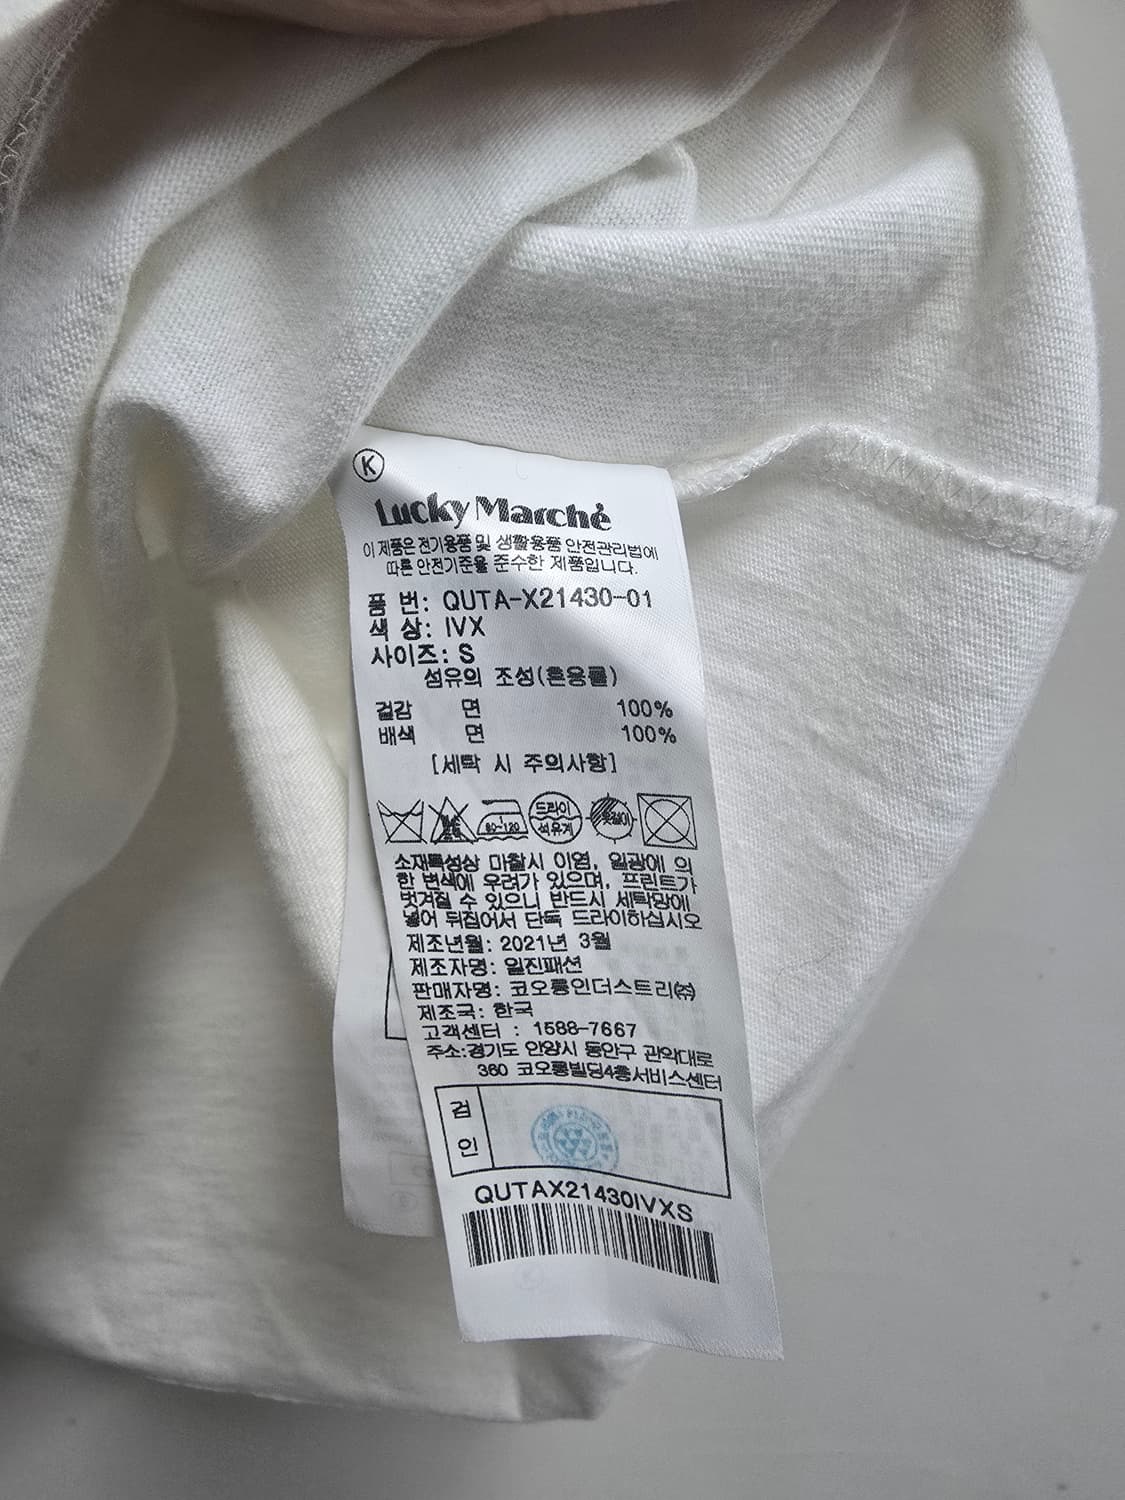 K
Lucky Marché
이 제품은 전기용품 및 생활용품 안전관리법에
따른 안전기준을 준수한 제품입니다.
품 번: QUTA-X21430-01
색 상: IVX
사이즈: S
섬유의 조성(혼용률)
겉감 면 100%
배색 면 100%
[세탁 시 주의사항]
80-120 드라이 석유계 옷걸이
소재특성상 마찰시 이염, 일광에 의
한 변색에 우려가 있으며, 프린트가
벗겨질 수 있으니 반드시 세탁망에
넣어 뒤집어서 단독 드라이하십시오
제조년월: 2021년 3월
제조자명: 일진패션
판매자명: 코오롱인더스트리㈜
제조국: 한국
고객센터 : 1588-7667
주소:경기도 안양시 동안구 관악대로
360 코오롱빌딩4층서비스센터
검인
QUTAX21430IVXS